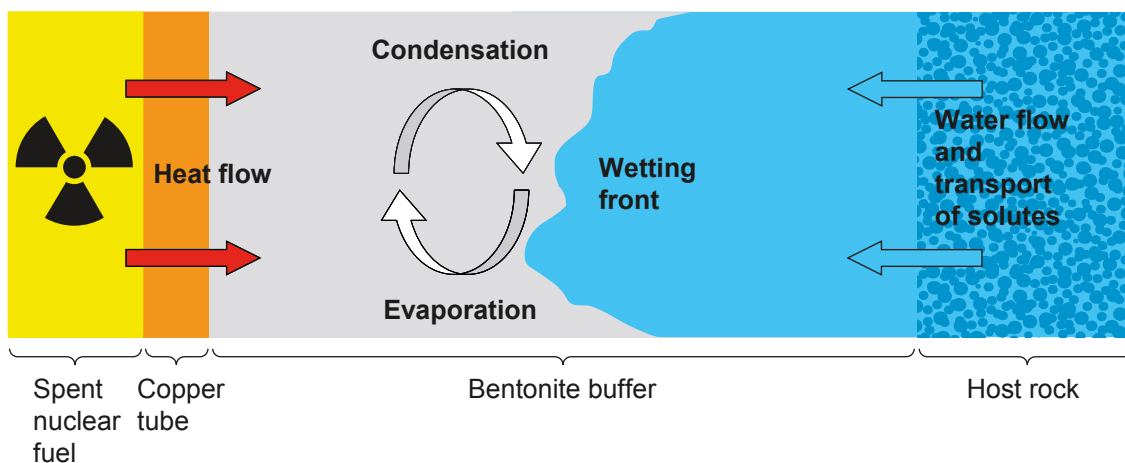 Condensation
Heat flow
Evaporation
Wetting
front
Water flow
and
transport
of solutes
Spent
nuclear
fuel
Copper
tube
Bentonite buffer
Host rock